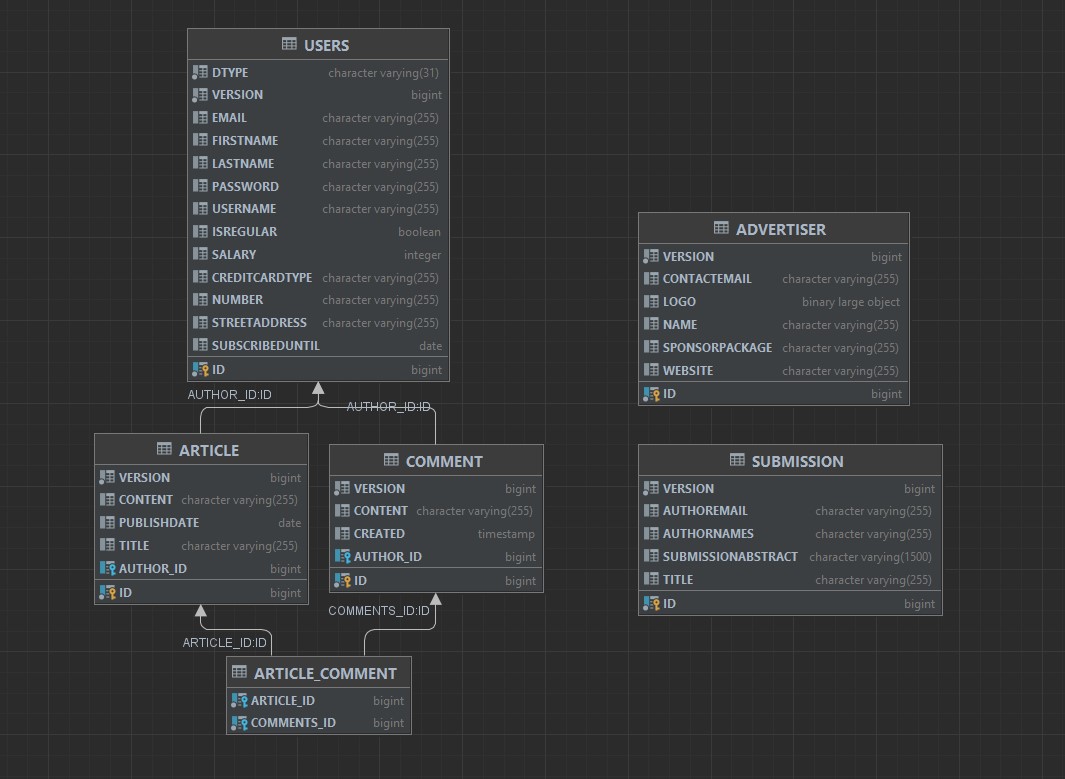 USERS
DTYPE character varying(31)
VERSION bigint
EMAIL character varying(255)
FIRSTNAME character varying(255)
LASTNAME character varying(255)
PASSWORD character varying(255)
USERNAME character varying(255)
ISREGULAR boolean
SALARY integer
CREDITCARDTYPE character varying(255)
NUMBER character varying(255)
STREETADDRESS character varying(255)
SUBSCRIBEDUNTIL date
ID bigint
AUTHOR_ID:ID
AUTHOR_ID:ID
ARTICLE
VERSION bigint
CONTENT character varying(255)
PUBLISHDATE date
TITLE character varying(255)
AUTHOR_ID bigint
ID bigint
COMMENT
VERSION bigint
CONTENT character varying(255)
CREATED timestamp
AUTHOR_ID bigint
ID bigint
ARTICLE_ID:ID
COMMENTS_ID:ID
ARTICLE_COMMENT
ARTICLE_ID bigint
COMMENTS_ID bigint
ADVERTISER
VERSION bigint
CONTACTEMAIL character varying(255)
LOGO binary large object
NAME character varying(255)
SPONSORPACKAGE character varying(255)
WEBSITE character varying(255)
ID bigint
SUBMISSION
VERSION bigint
AUTHOREMAIL character varying(255)
AUTHORNAMES character varying(255)
SUBMISSIONABSTRACT character varying(1500)
TITLE character varying(255)
ID bigint